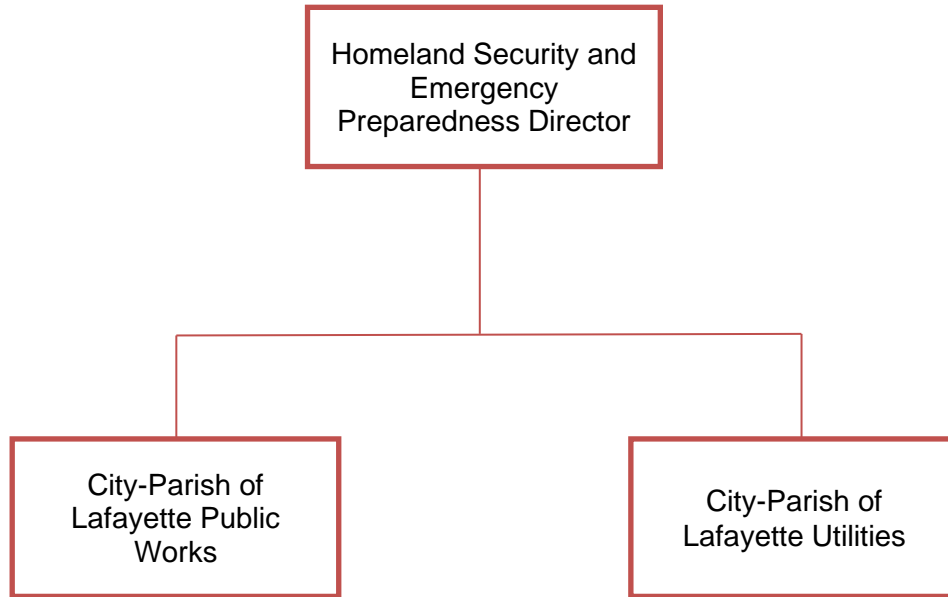 Homeland Security and
Emergency
Preparedness Director
City-Parish of
Lafayette Public
Works
City-Parish of
Lafayette Utilities